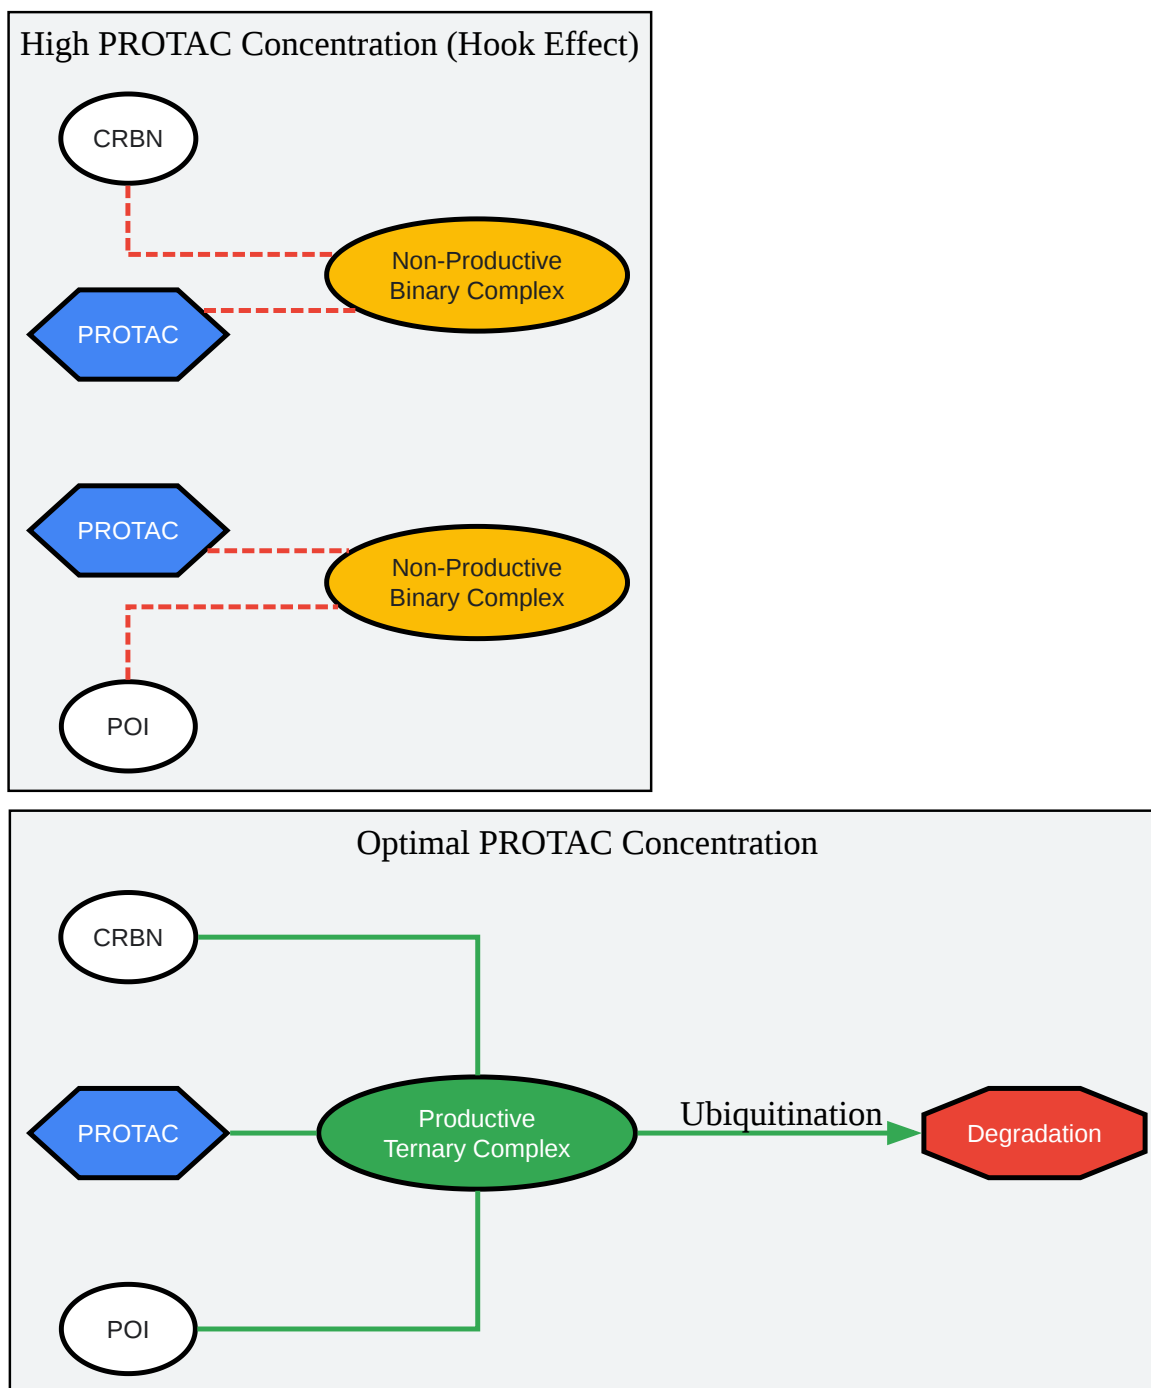 High PROTAC Concentration (Hook Effect)
CRBN
Non-Productive
Binary Complex
PROTAC
PROTAC
Non-Productive
Binary Complex
POI
Optimal PROTAC Concentration
CRBN
PROTAC
Productive
Ternary Complex
Ubiquitination
Degradation
POI